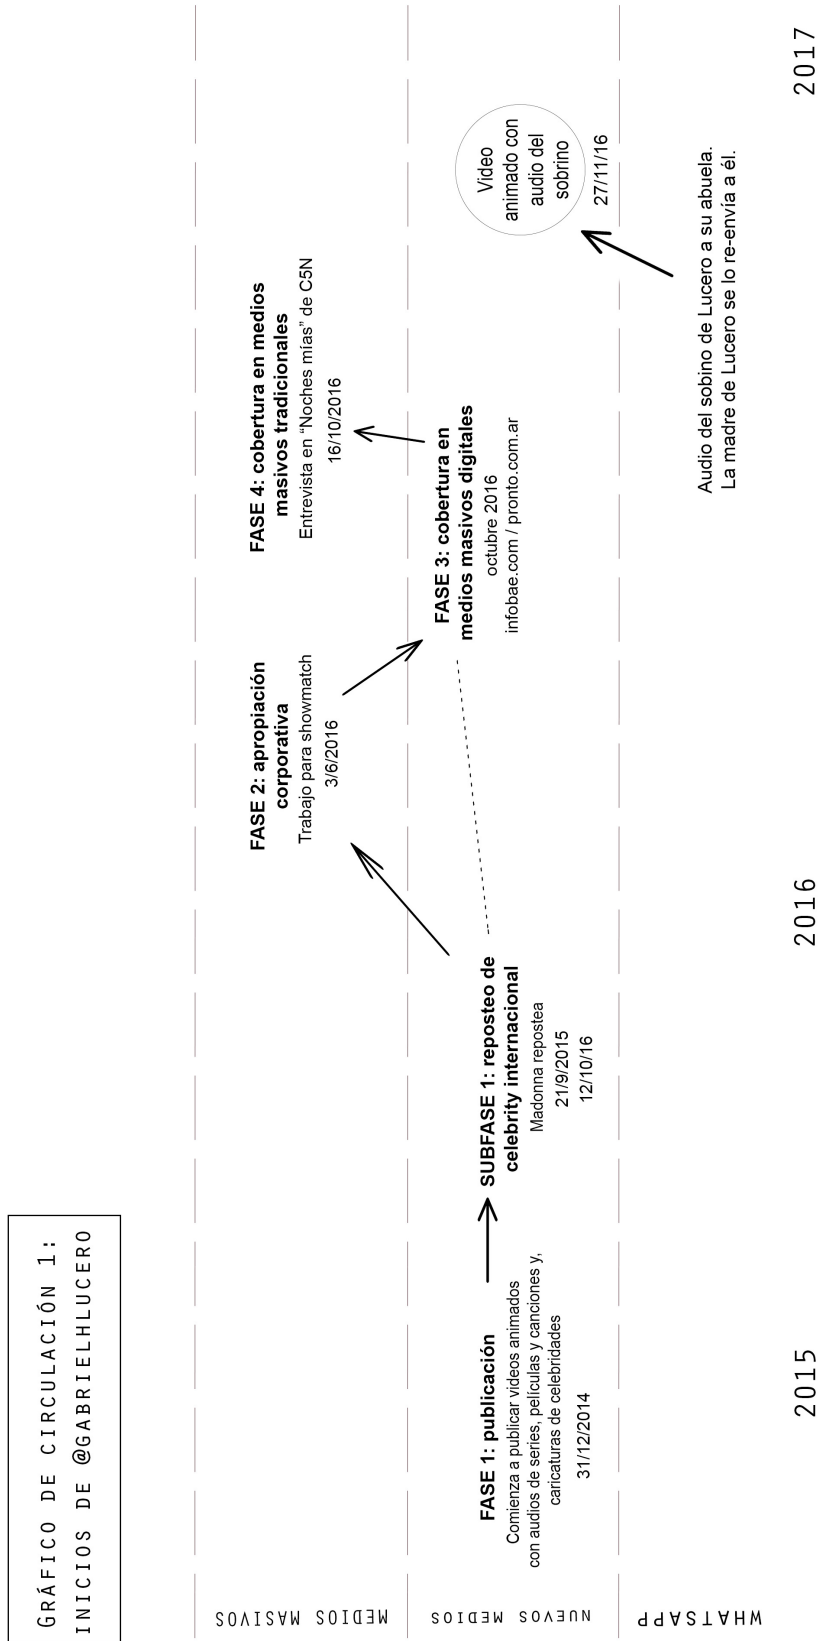 GRÁFICO DE CIRCULACIÓN 1:
INICIOS DE @GABRIELHLUCERO
MEDIOS MASIVOS
FASE 2: apropiación
corporativa
Trabajo para showmatch
3/6/2016
FASE 4: cobertura en medios
masivos tradicionales
Entrevista en “Noches mías” de C5N
16/10/2016
NUEVOS MEDIOS
FASE 1: publicación
Comienza a publicar videos animados
con audios de series, películas y canciones y,
caricaturas de celebridades
31/12/2014
SUBFASE 1: reposteo de
celebrity internacional
Madonna repostea
21/9/2015
12/10/16
FASE 3: cobertura en
medios masivos digitales
octubre 2016
infobae.com / pronto.com.ar
Video
animado con
audio del
sobrino
27/11/16
WHATSAPP
Audio del sobino de Lucero a su abuela.
La madre de Lucero se lo re-envía a él.
2015
2016
2017